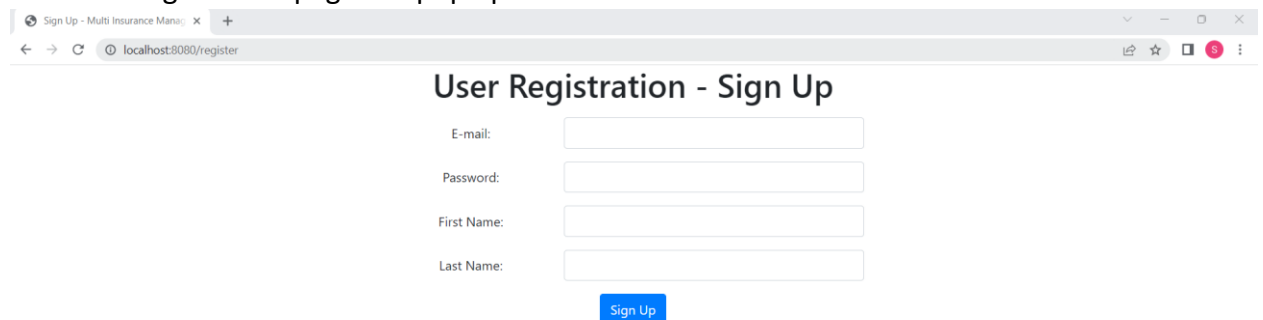 Sign Up - Multi Insurance Manag
localhost:8080/register
S
User Registration - Sign Up
E-mail:
Password:
First Name:
Last Name:
Sign Up